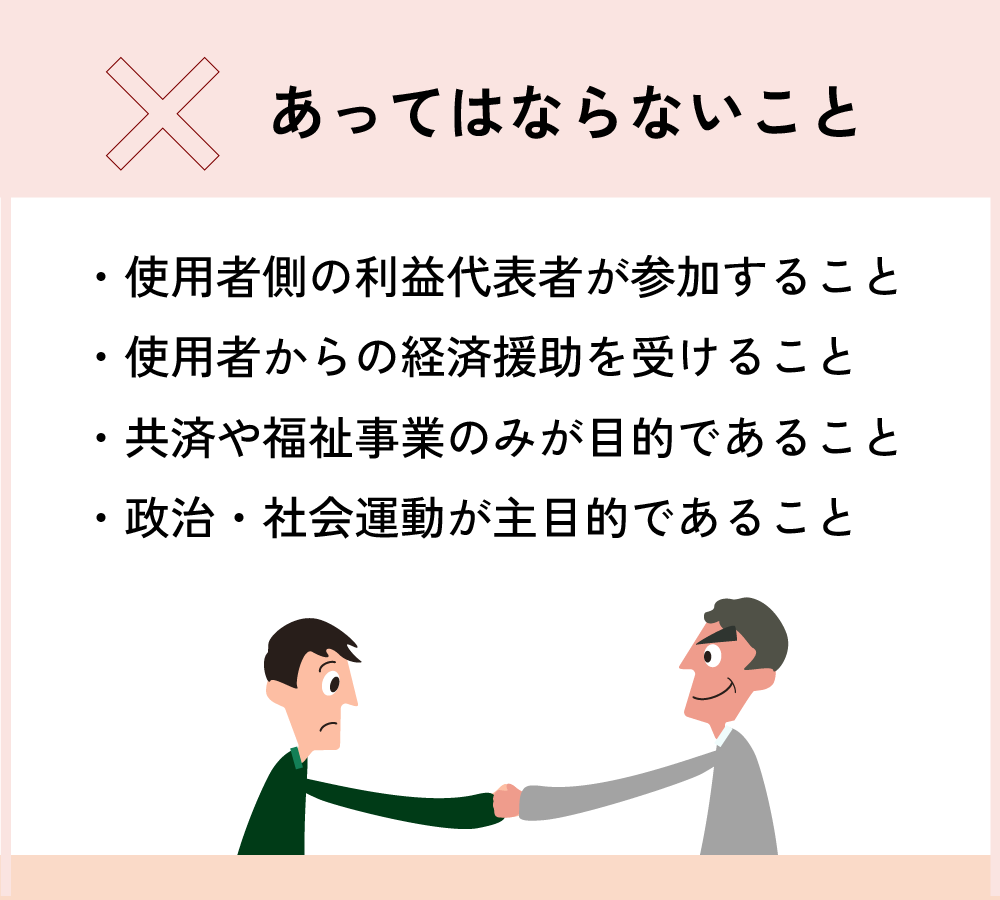 あってはならないこと
・使用者側の利益代表者が参加すること
・使用者からの経済援助を受けること
・共済や福祉事業のみが目的であること
・政治・社会運動が主目的であること